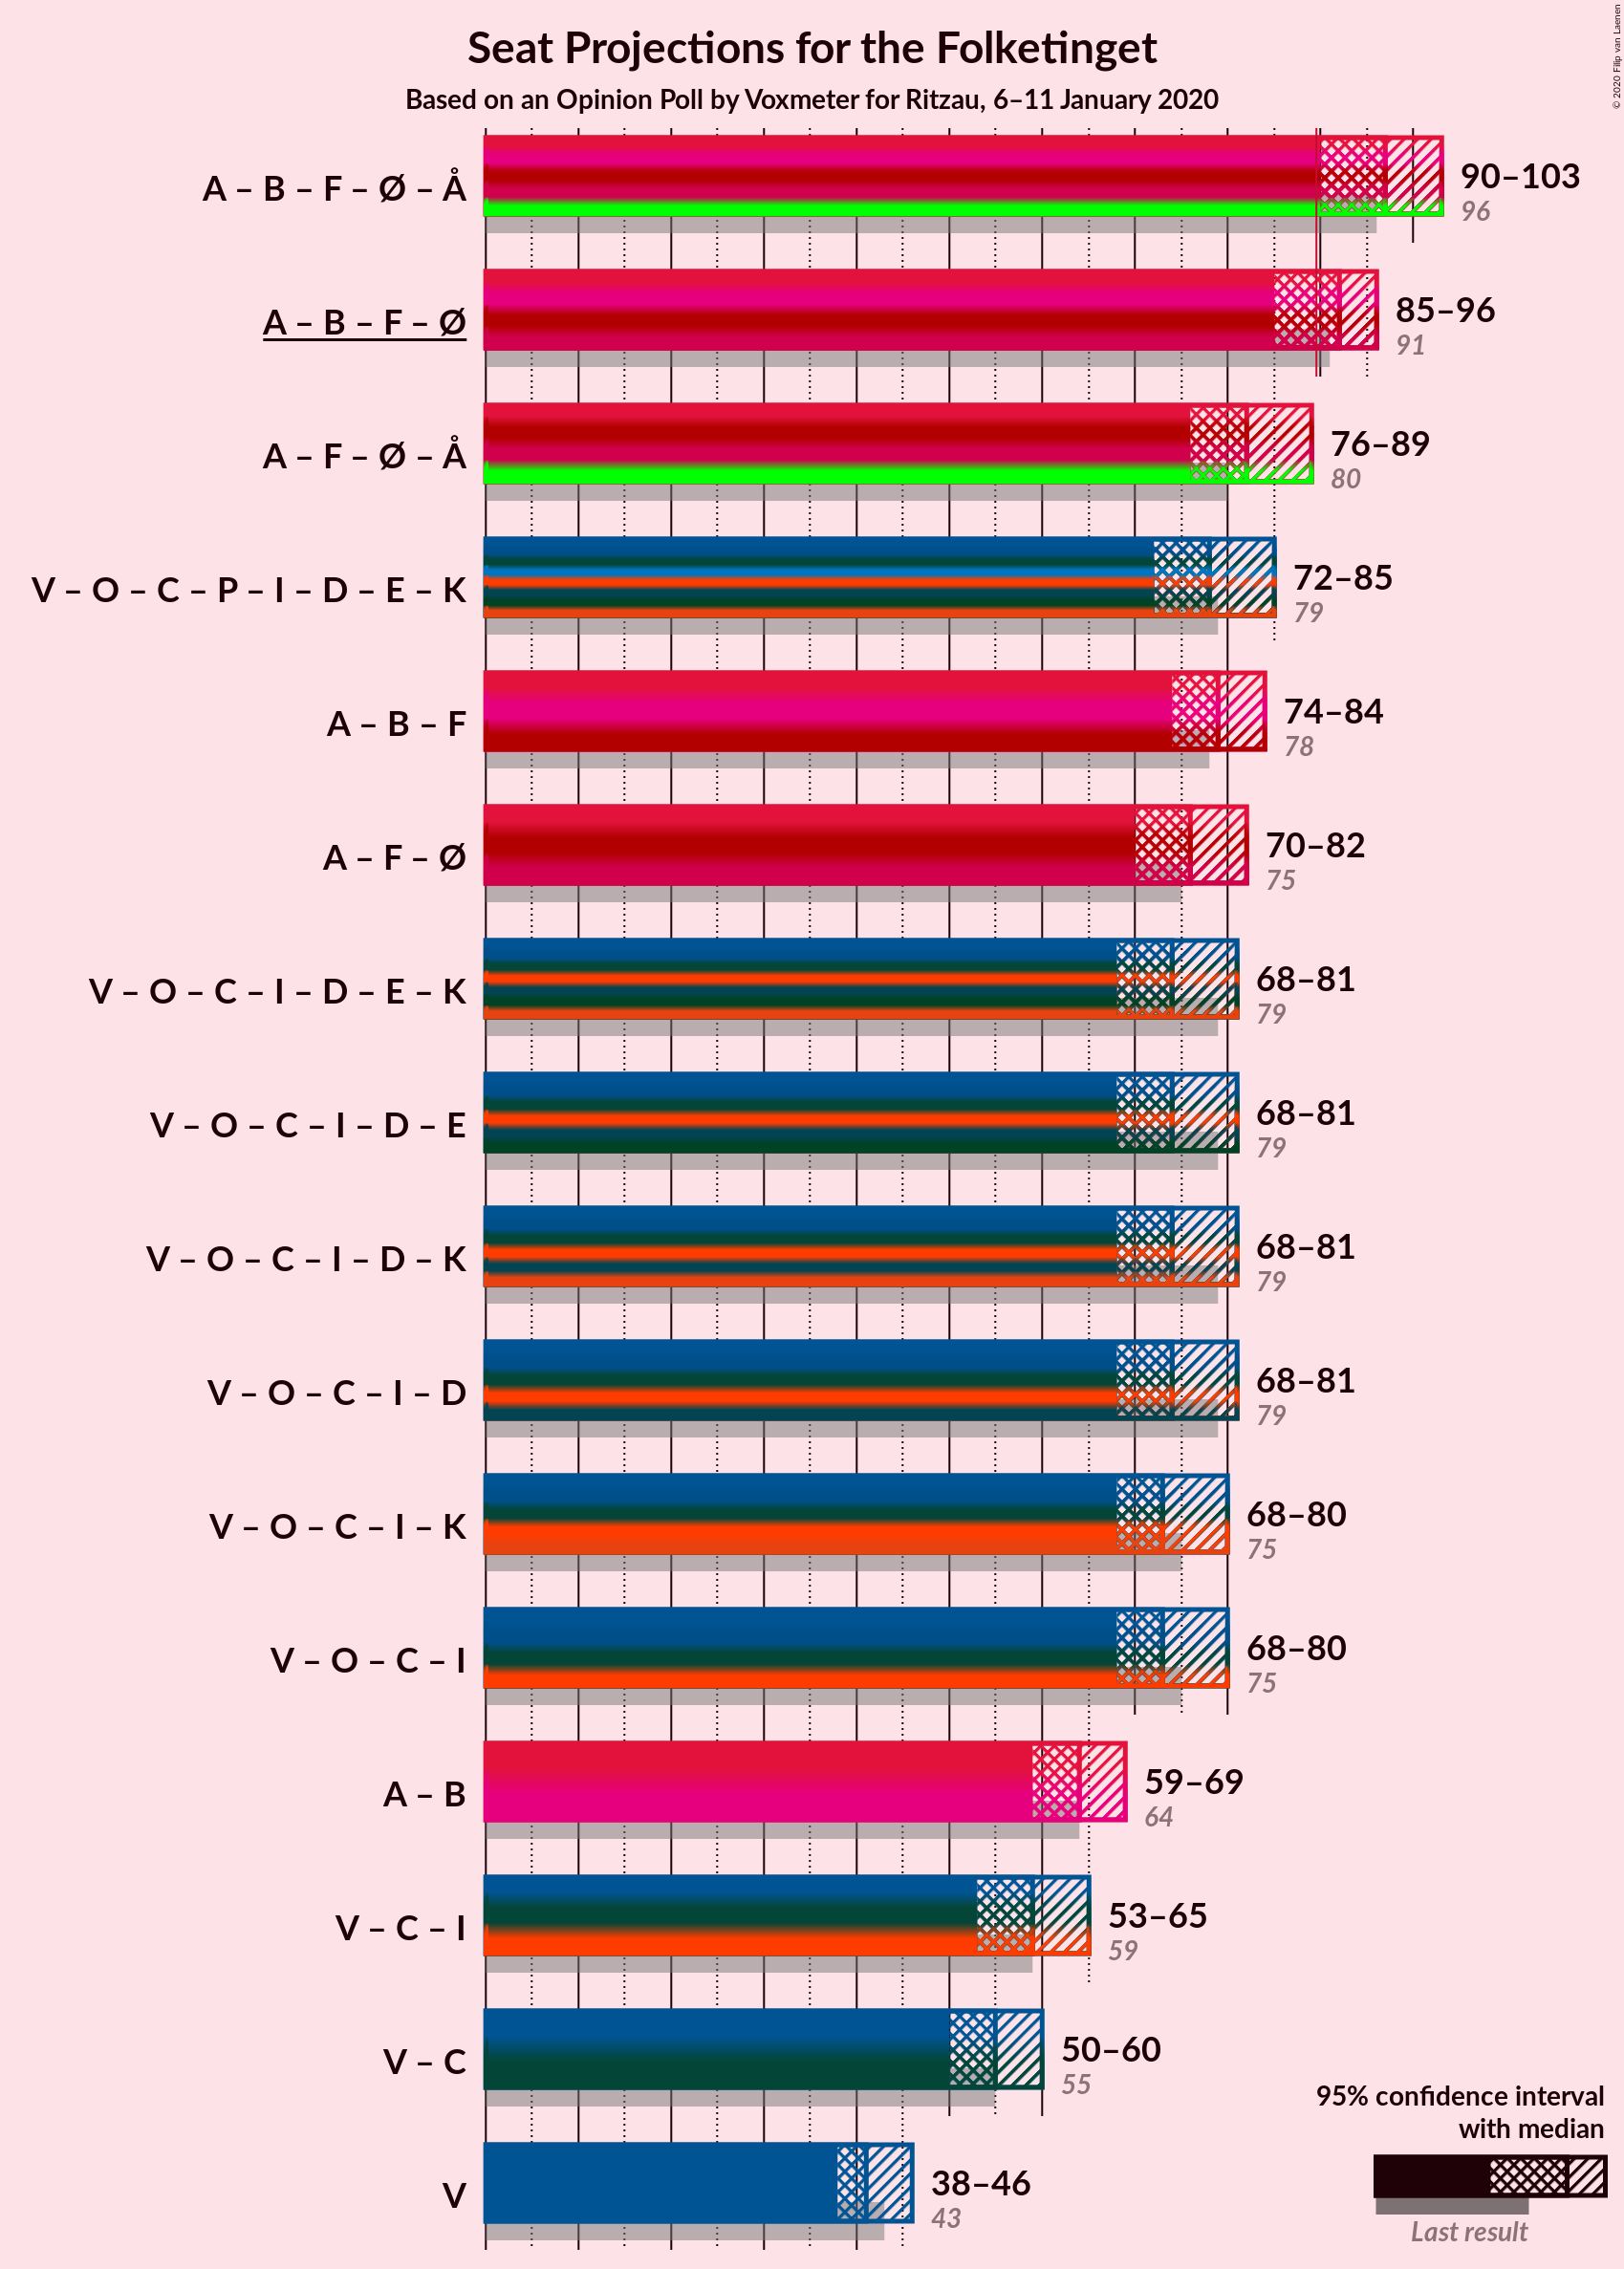 Seat Projections for the Folketinget
Based on an Opinion Poll by Voxmeter for Ritzau, 6–11 January 2020
© 2020 Filip van Laenen
A – B – F – Ø – Å
90–103
96
A – B – F – Ø
85–96
91
A – F – Ø – Å
76–89
80
V – O – C – P – I – D – E – K
72–85
79
A – B – F
74–84
78
A – F – Ø
70–82
75
V – O – C – I – D – E – K
68–81
79
V – O – C – I – D – E
68–81
79
V – O – C – I – D – K
68–81
79
V – O – C – I – D
68–81
79
V – O – C – I – K
68–80
75
V – O – C – I
68–80
75
A – B
59–69
64
V – C – I
53–65
59
V – C
50–60
55
V
38–46
43
95% confidence interval
with median
Last result